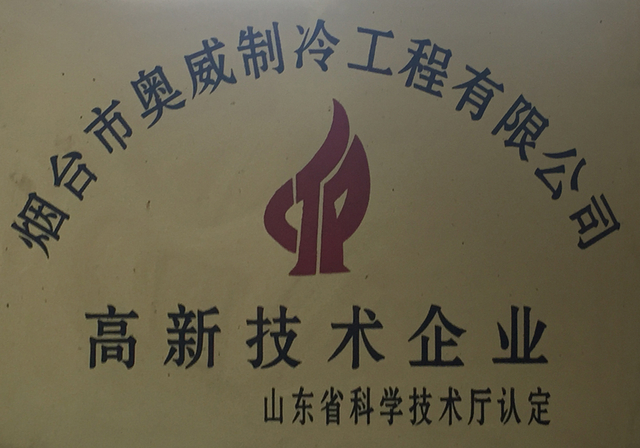 烟台市奥威制冷工程有限公司
高新技术企业
山东省科学技术厅认定